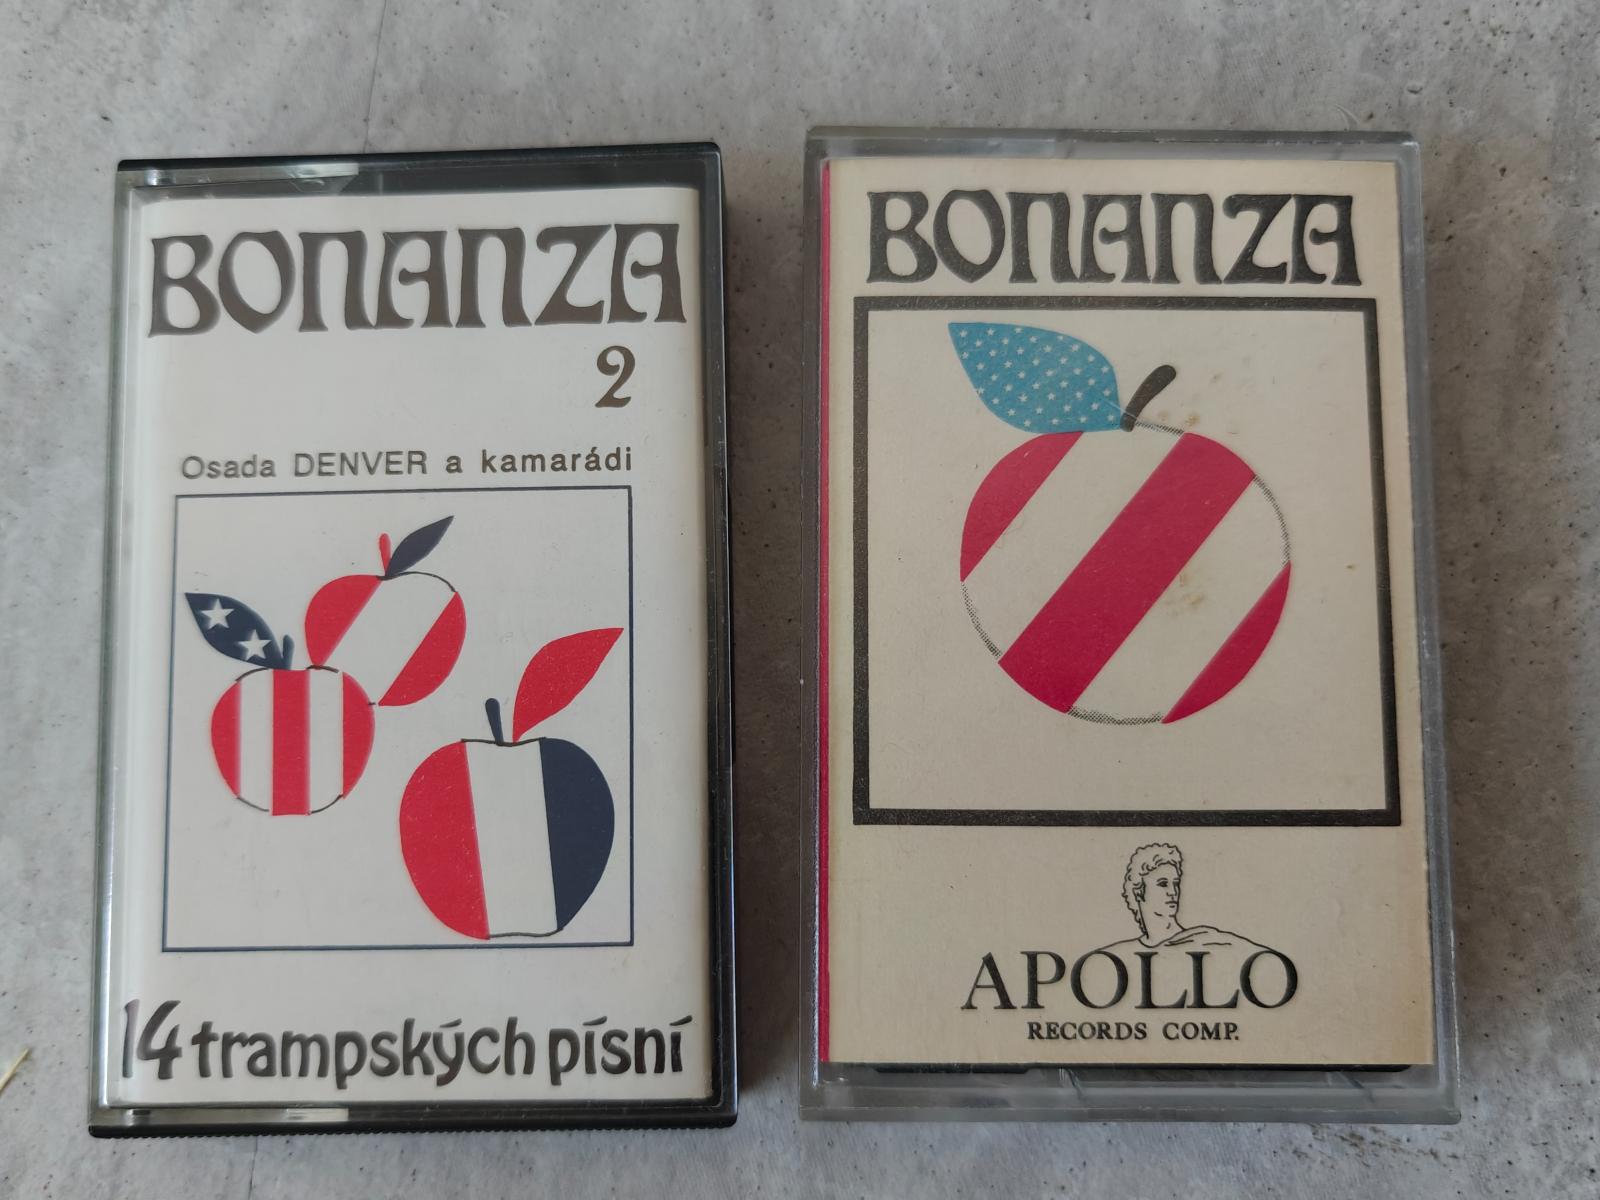 BONANZA
2
Osada DENVER a kamarádi
14 trampských písní
BONANZA
APOLLO
RECORDS COMP.